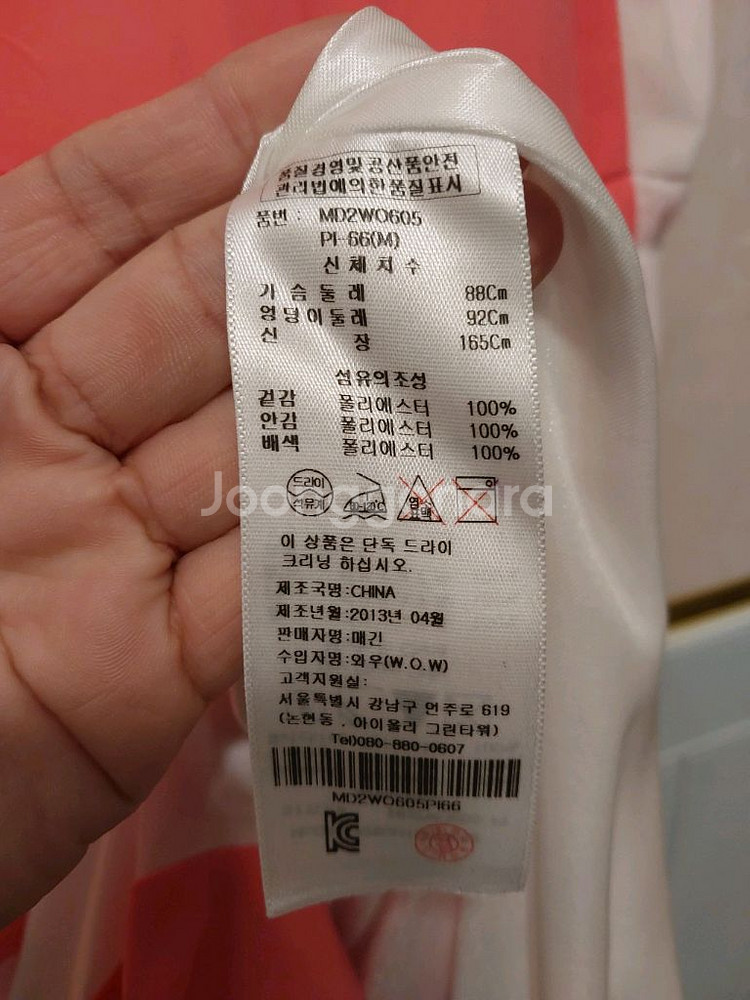 품질경영및공산품안전
관리법에의한품질표시
품번 : MD2WO605
PI-66(M)
신체치수
가슴둘레 88Cm
엉덩이둘레 92Cm
신장 165Cm
섬유의조성
겉감 폴리에스터 100%
안감 폴리에스터 100%
배색 폴리에스터 100%
드라이
석유계
염소
표백
Joonggonara
이 상품은 단독 드라이
크리닝 하십시오.
제조국명:CHINA
제조년월:2013년 04월
판매자명:매긴
수입자명:와우(W.O.W)
고객지원실:
서울특별시 강남구 언주로 619
(논현동 . 아이올리 그린타워)
Tel)080-880-0607
MD2WO605PI66